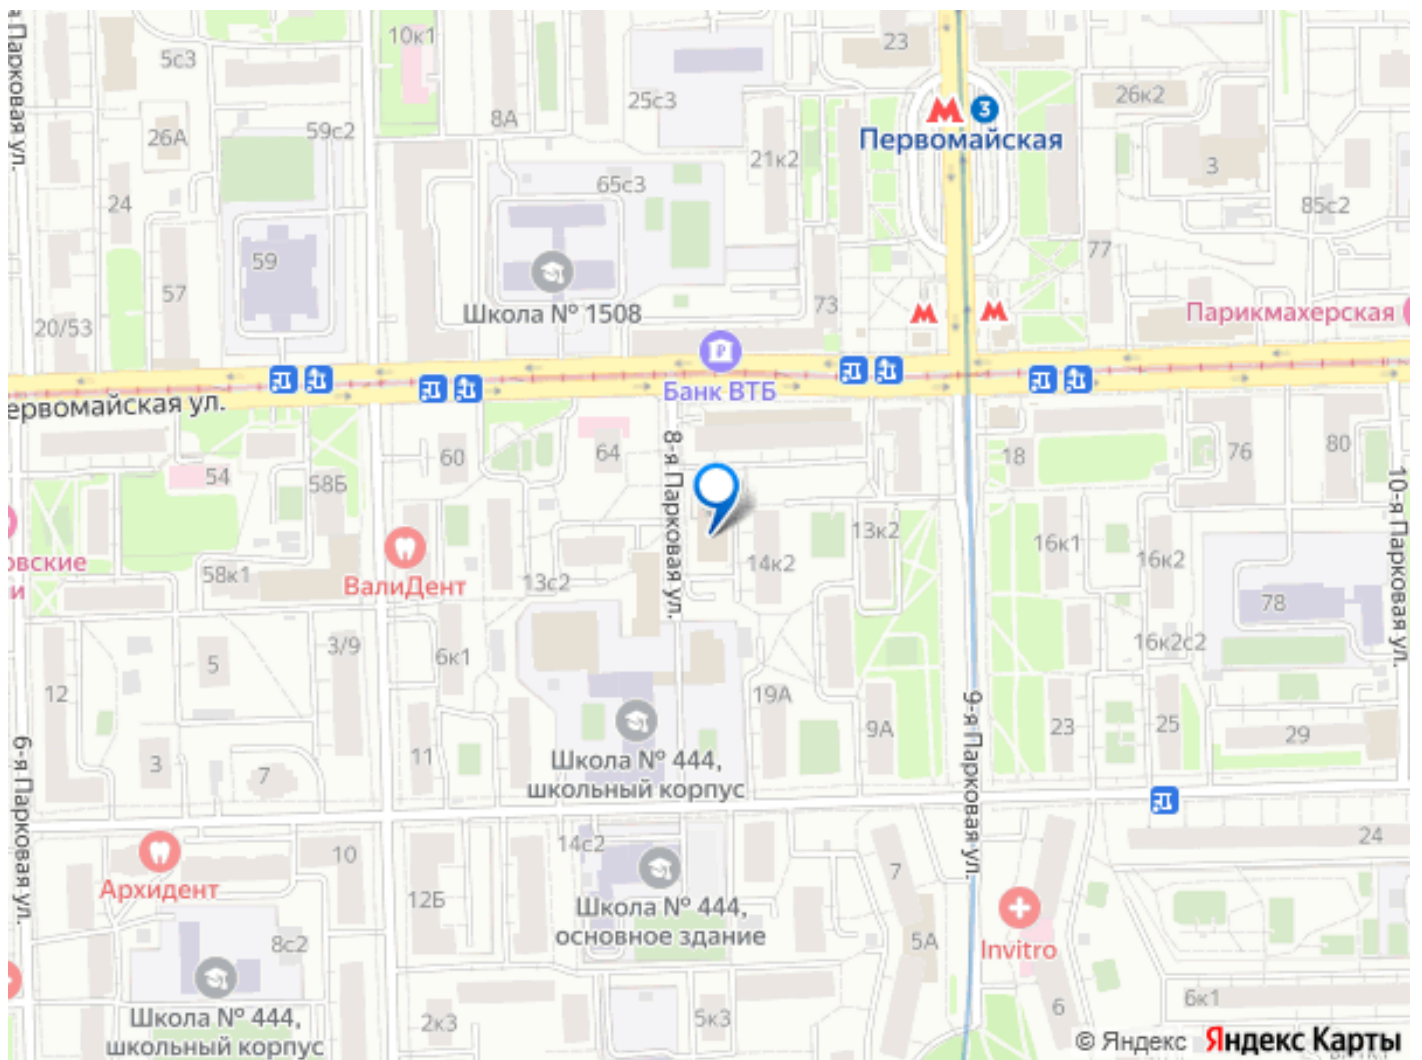 я Парковая ул.
5с3
10к1
8А
25с3
23
3
Первомайская
26к2
26А
59с2
21к2
3
24
65с3
85с2
59
77
57
Школа № 1508
73
Парикмахерская
20/53
Банк ВТБ
ервомайская ул.
8-я Парковая ул.
60
64
18
76
80
54
58Б
10-я Парковая ул.
13к2
16к1
16к2
овские
и
58к1
ВалиДент
13с2
14к2
78
3/9
5
6к1
16к2с2
12
19А
9А
23
25
29
9-я Парковая ул.
6-я Парковая ул.
3
7
11
Школа № 444,
школьный корпус
24
10
14с2
7
Архидент
12Б
Школа № 444,
основное здание
5А
Invitro
8с2
Школа № 444,
школьный корпус
2к3
5к3
6
6к1
© Яндекс Яндекс Карты